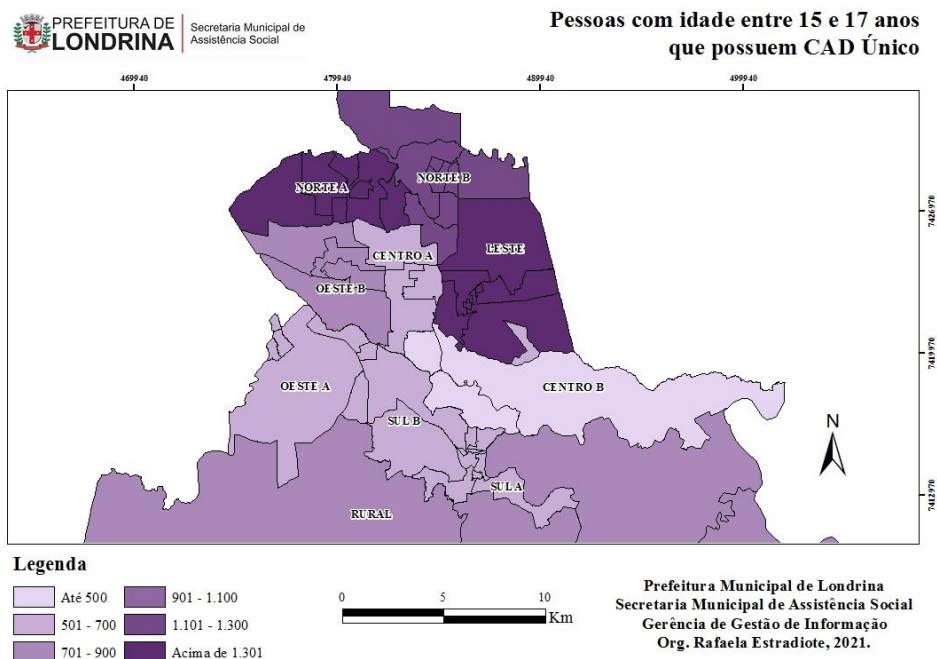 PREFEITURA DE
LONDRINA
Secretaria Municipal de
Assistência Social
Pessoas com idade entre 15 e 17 anos
que possuem CAD Único
469940
479940
489940
499940
NORTE A
NORTE B
7426970
CENTRO A
LESTE
OESTE B
7419970
OESTE A
CENTRO B
SUL B
N
SUL A
7412970
RURAL
Legenda
Até 500
901 - 1.100
501 - 700
1.101 - 1.300
701 - 900
Acima de 1.301
0
5
10
Km
Prefeitura Municipal de Londrina
Secretaria Municipal de Assistência Social
Gerência de Gestão de Informação
Org. Rafaela Estradiote, 2021.